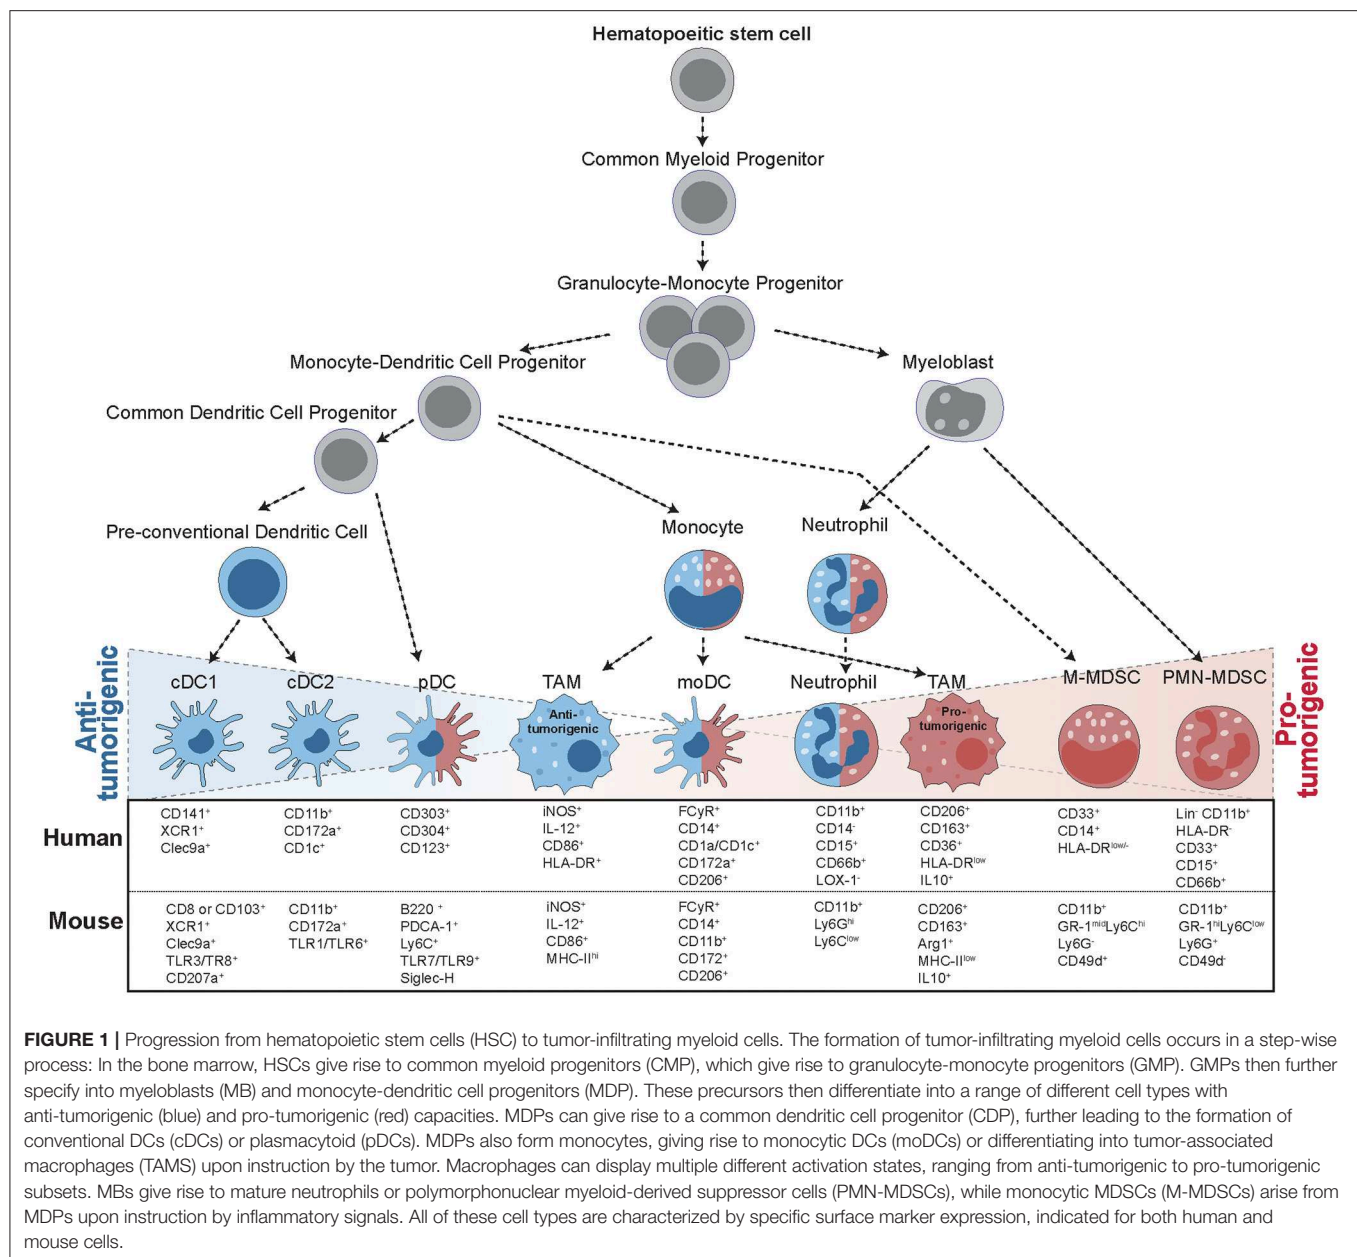 Hematopoeitic stem cell
Common Myeloid Progenitor
Granulocyte-Monocyte Progenitor
Monocyte-Dendritic Cell Progenitor
Myeloblast
Common Dendritic Cell Progenitor
Pre-conventional Dendritic Cell
Monocyte
Neutrophil
Anti-
tumorigenic
cDC1
cDC2
pDC
TAM
moDC
Neutrophil
TAM
M-MDSC
PMN-MDSC
Pro-
tumorigenic
Anti-
tumorigenic
Pro-
tumorigenic
Human
CD141⁺
XCR1⁺
Clec9a⁺
CD11b⁺
CD172a⁺
CD1c⁺
CD303⁺
CD304⁺
CD123⁺
iNOS⁺
IL-12⁺
CD86⁺
HLA-DR⁺
FCyR⁺
CD14⁺
CD1a/CD1c⁺
CD172a⁺
CD206⁺
CD11b⁺
CD14⁻
CD15⁺
CD66b⁺
LOX-1⁻
CD206⁺
CD163⁺
CD36⁺
HLA-DRˡᵒʷ
IL10⁺
CD33⁺
CD14⁺
HLA-DRˡᵒʷ/⁻
Lin⁻ CD11b⁺
HLA-DR⁻
CD33⁺
CD15⁺
CD66b⁺
Mouse
CD8 or CD103⁺
XCR1⁺
Clec9a⁺
TLR3/TR8⁺
CD207a⁺
CD11b⁺
CD172a⁺
TLR1/TLR6⁺
B220 ⁺
PDCA-1⁺
Ly6C⁺
TLR7/TLR9⁺
Siglec-H
iNOS⁺
IL-12⁺
CD86⁺
MHC-IIʰⁱ
FCyR⁺
CD14⁺
CD11b⁺
CD172⁺
CD206⁺
CD11b⁺
Ly6Gʰⁱ
Ly6Cˡᵒʷ
CD206⁺
CD163⁺
Arg1⁺
MHC-IIˡᵒʷ
IL10⁺
CD11b⁺
GR-1ᵐⁱᵈLy6Cʰⁱ
Ly6G⁻
CD49d⁺
CD11b⁺
GR-1ʰⁱLy6Cˡᵒʷ
Ly6G⁺
CD49d⁻
FIGURE 1 | Progression from hematopoietic stem cells (HSC) to tumor-infiltrating myeloid cells. The formation of tumor-infiltrating myeloid cells occurs in a step-wise
process: In the bone marrow, HSCs give rise to common myeloid progenitors (CMP), which give rise to granulocyte-monocyte progenitors (GMP). GMPs then further
specify into myeloblasts (MB) and monocyte-dendritic cell progenitors (MDP). These precursors then differentiate into a range of different cell types with
anti-tumorigenic (blue) and pro-tumorigenic (red) capacities. MDPs can give rise to a common dendritic cell progenitor (CDP), further leading to the formation of
conventional DCs (cDCs) or plasmacytoid (pDCs). MDPs also form monocytes, giving rise to monocytic DCs (moDCs) or differentiating into tumor-associated
macrophages (TAMS) upon instruction by the tumor. Macrophages can display multiple different activation states, ranging from anti-tumorigenic to pro-tumorigenic
subsets. MBs give rise to mature neutrophils or polymorphonuclear myeloid-derived suppressor cells (PMN-MDSCs), while monocytic MDSCs (M-MDSCs) arise from
MDPs upon instruction by inflammatory signals. All of these cell types are characterized by specific surface marker expression, indicated for both human and
mouse cells.